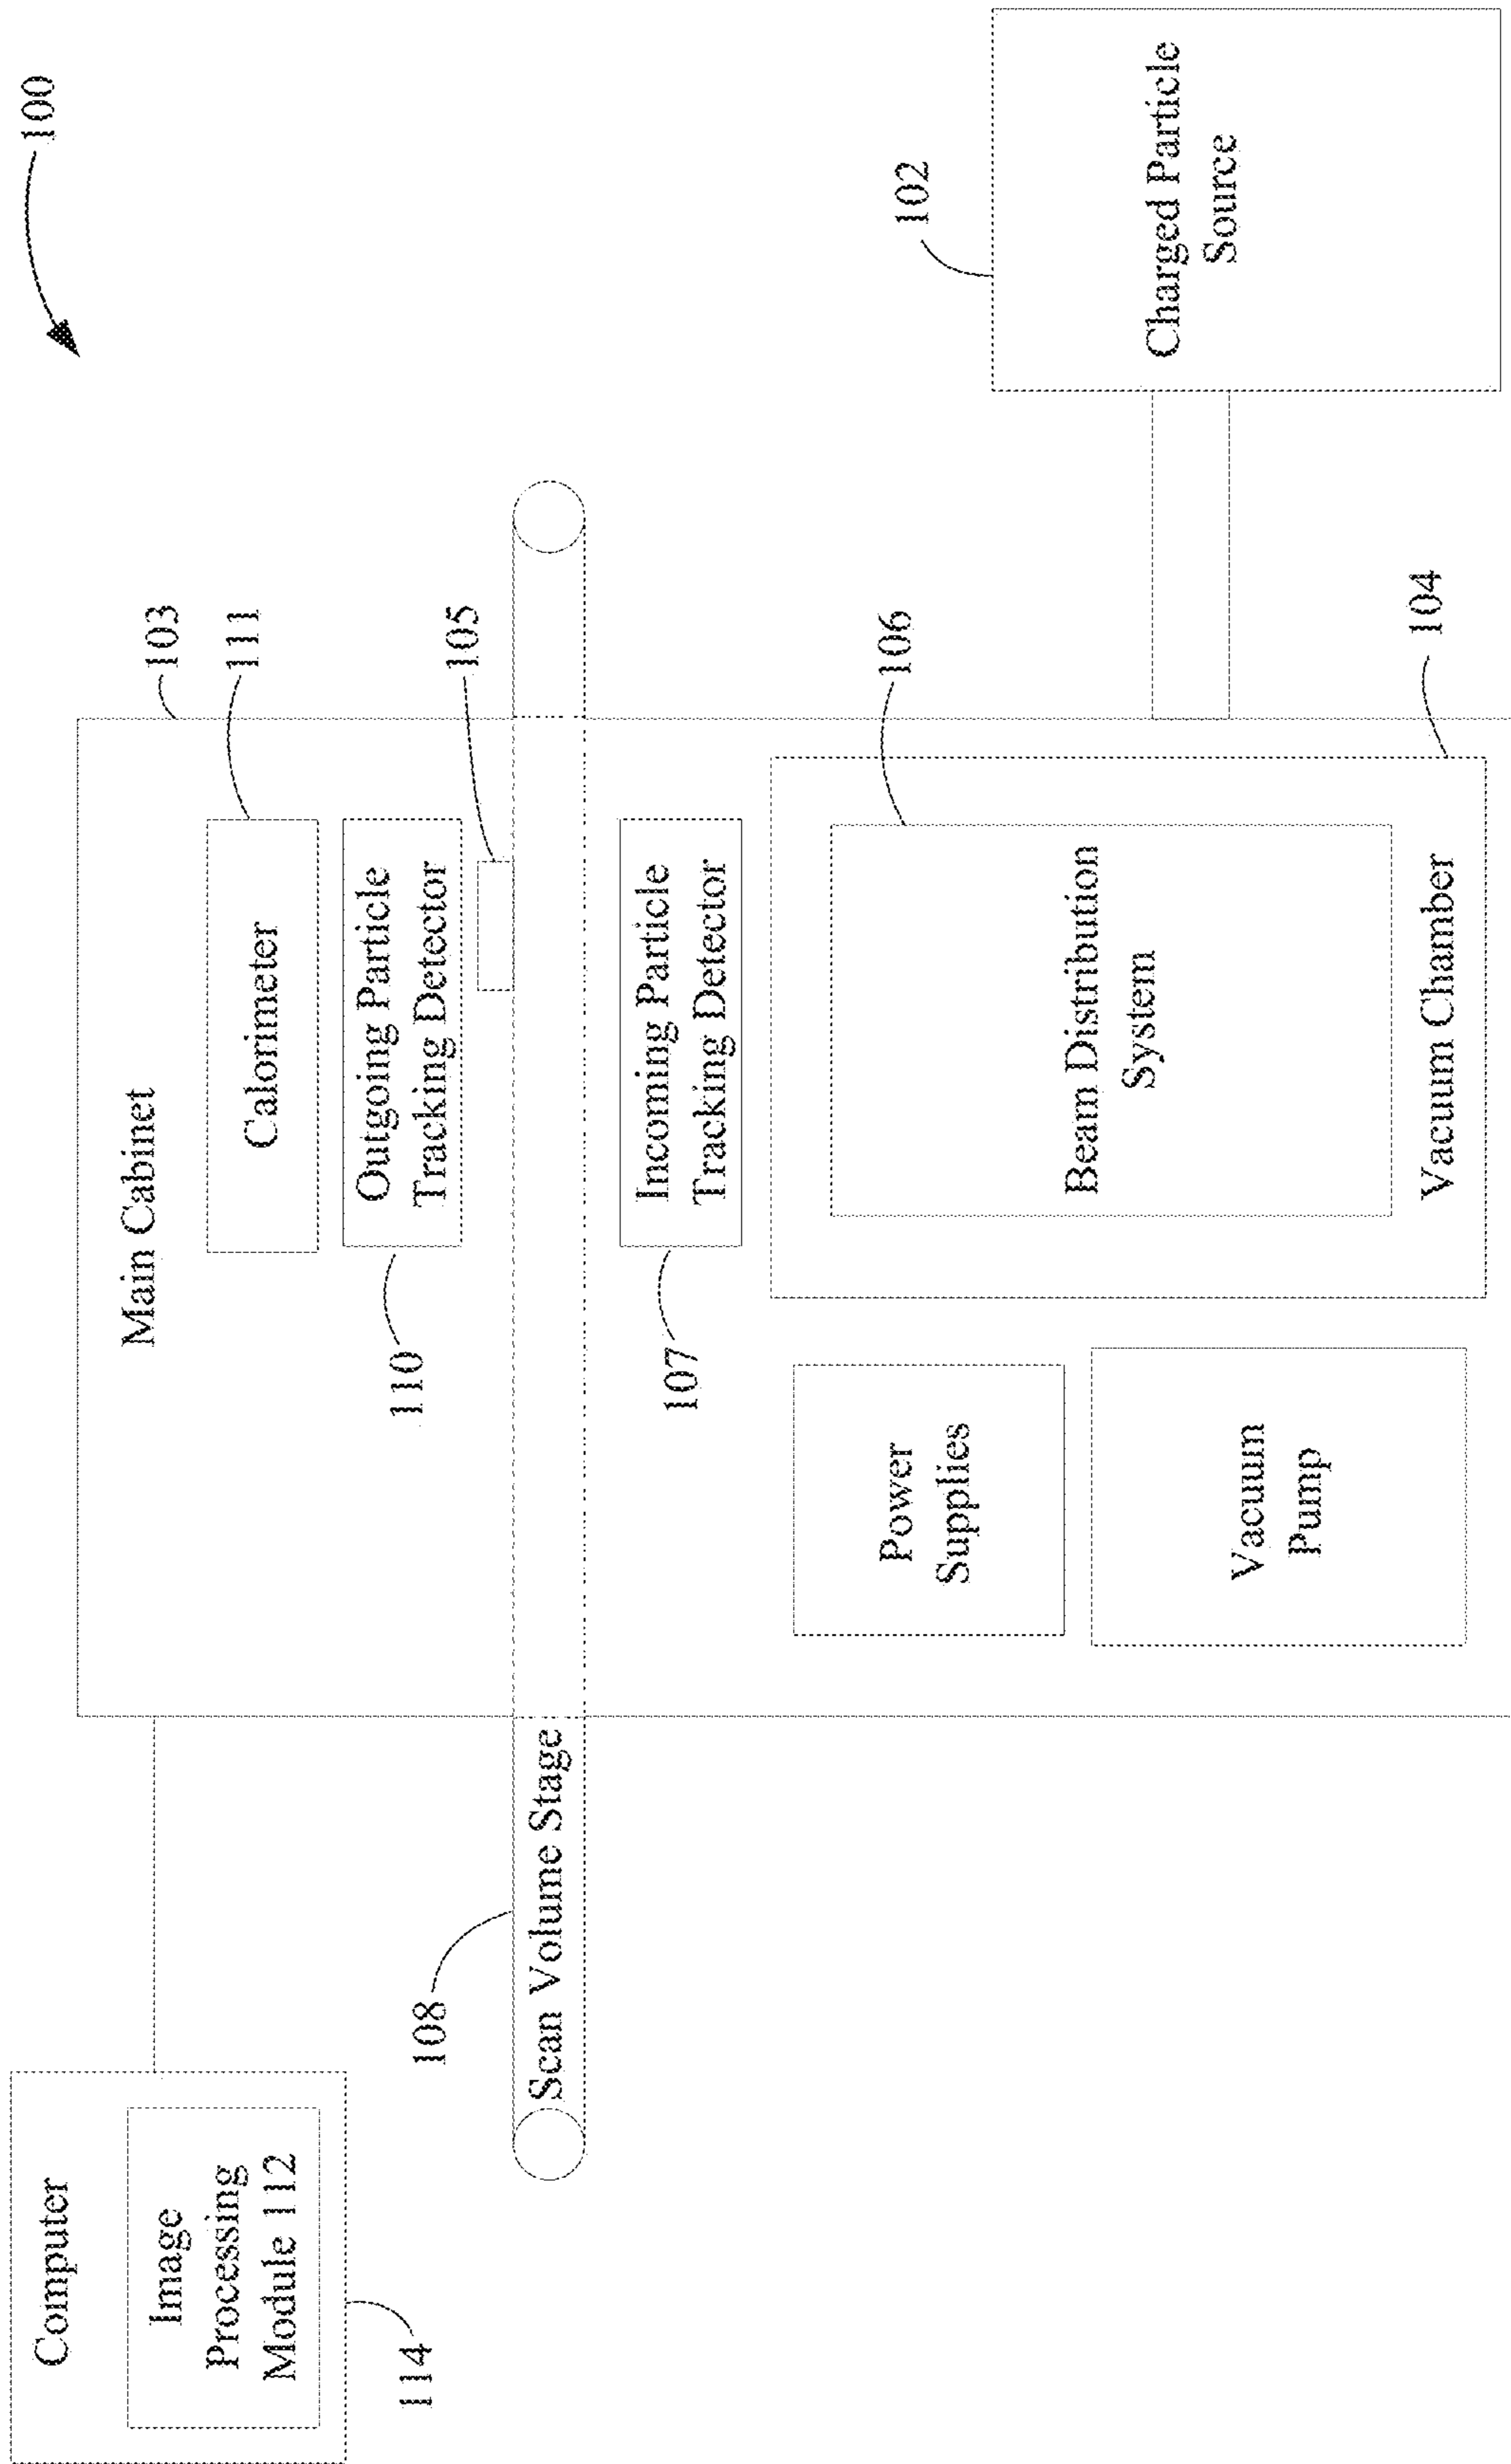 100
Computer
Image
Processing
Module 112
114
Main Cabinet
103
Calorimeter
111
Outgoing Particle
Tracking Detector
110
105
108
Scan Volume Stage
Incoming Particle
Tracking Detector
107
Power
Supplies
Vacuum
Pump
106
Beam Distribution
System
Vacuum Chamber
104
102
Charged Particle
Source